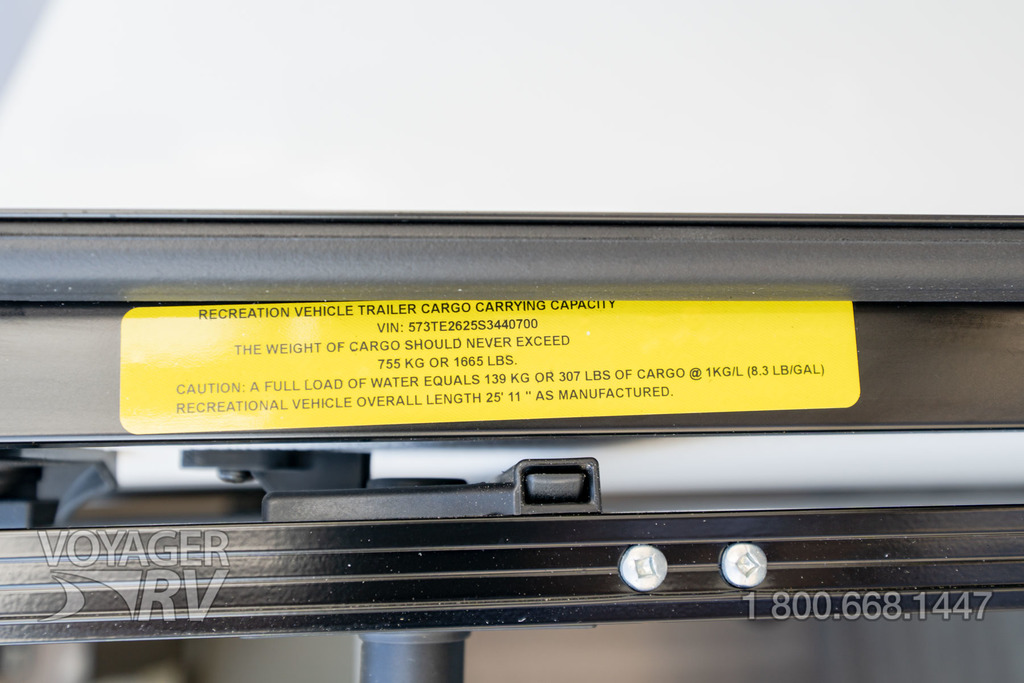 RECREATION VEHICLE TRAILER CARGO CARRYING CAPACITY
VIN: 573TE2625S3440700
THE WEIGHT OF CARGO SHOULD NEVER EXCEED
755 KG OR 1665 LBS.
CAUTION: A FULL LOAD OF WATER EQUALS 139 KG OR 307 LBS OF CARGO @ 1KG/L (8.3 LB/GAL)
RECREATIONAL VEHICLE OVERALL LENGTH 25' 11 " AS MANUFACTURED.
VOYAGER
RV
1 800.668.1447